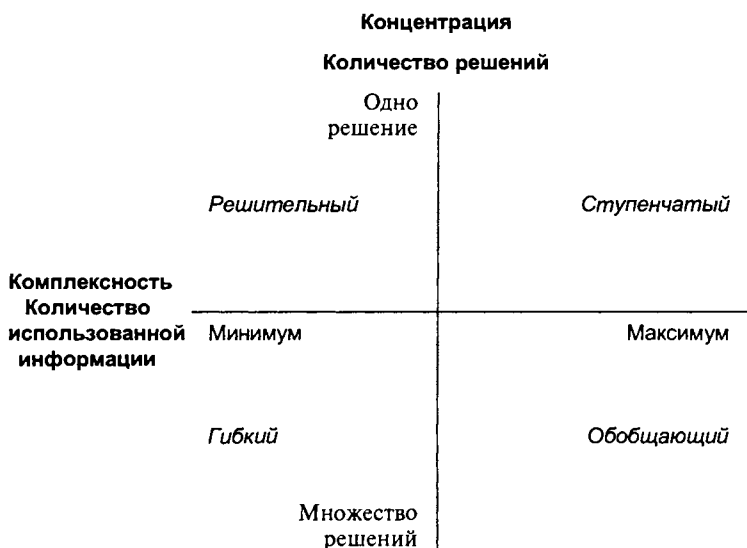 Концентрация
Количество решений
Одно
решение
Решительный
Ступенчатый
Комплексность
Количество
использованной
информации
Минимум
Максимум
Гибкий
Обобщающий
Множество
решений